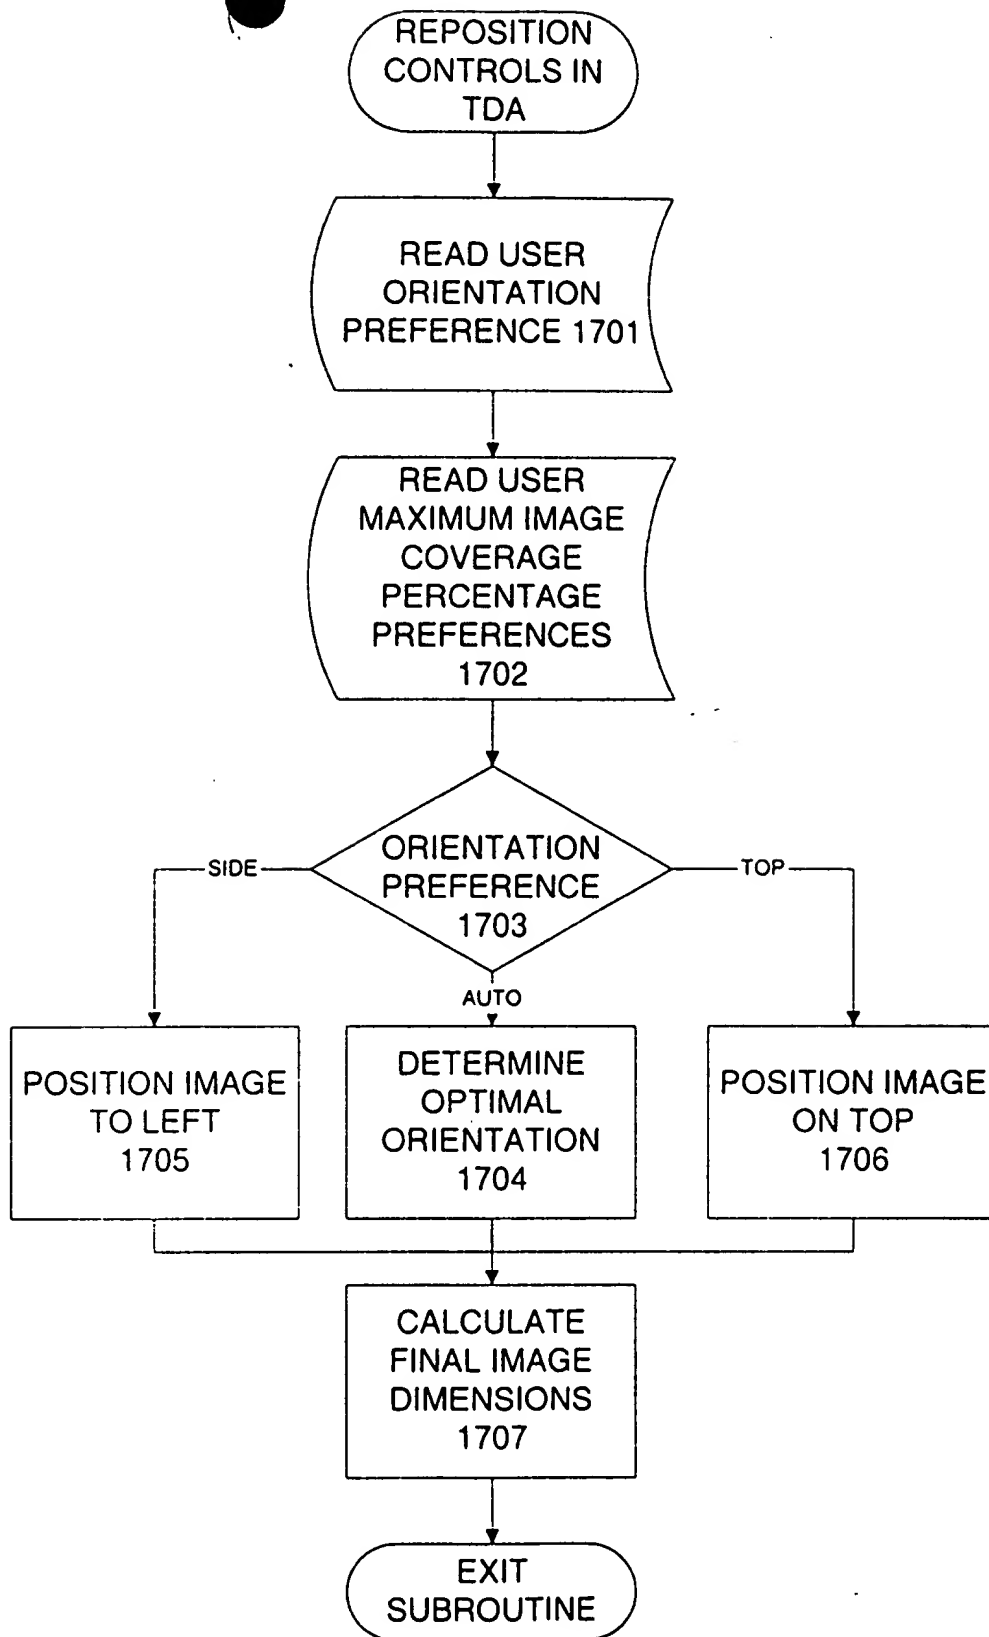 REPOSITION
CONTROLS IN
TDA
READ USER
ORIENTATION
PREFERENCE 1701
READ USER
MAXIMUM IMAGE
COVERAGE
PERCENTAGE
PREFERENCES
1702
ORIENTATION
PREFERENCE
1703
SIDE
TOP
AUTO
POSITION IMAGE
TO LEFT
1705
DETERMINE
OPTIMAL
ORIENTATION
1704
POSITION IMAGE
ON TOP
1706
CALCULATE
FINAL IMAGE
DIMENSIONS
1707
EXIT
SUBROUTINE